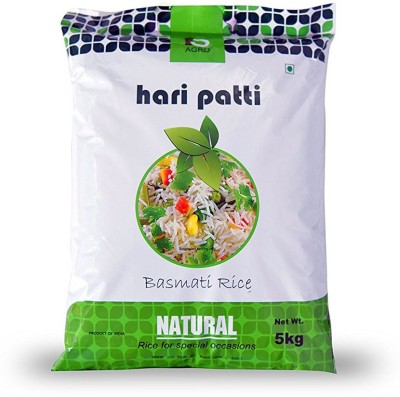 AGRO
hari patti
Basmati Rice
PRODUCT OF INDIA
NATURAL
Rice for special occasions
Net Wt.
5kg